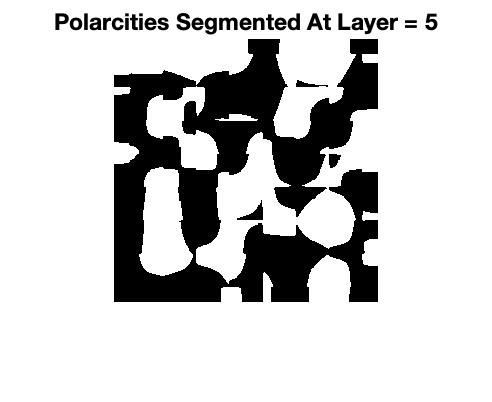 Polarcities Segmented At Layer = 5